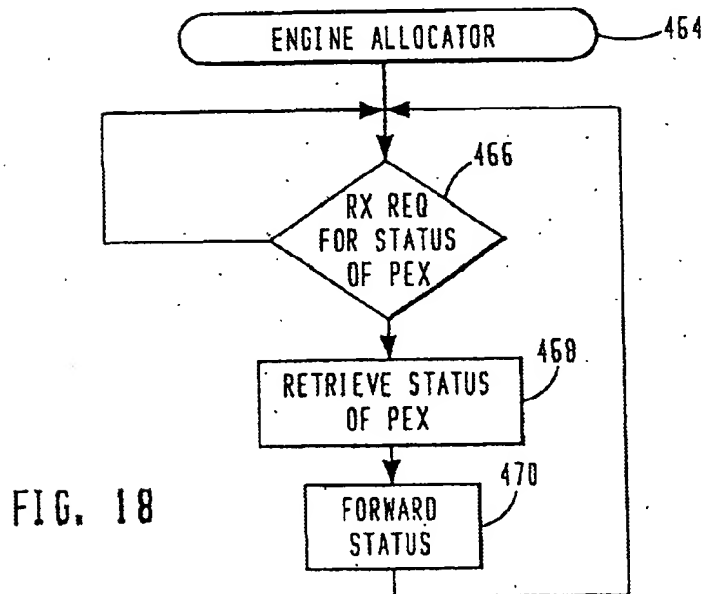 ENGINE ALLOCATOR
464
466
RX REQ
FOR STATUS
OF PEX
468
RETRIEVE STATUS
OF PEX
470
FORWARD
STATUS
FIG. 18